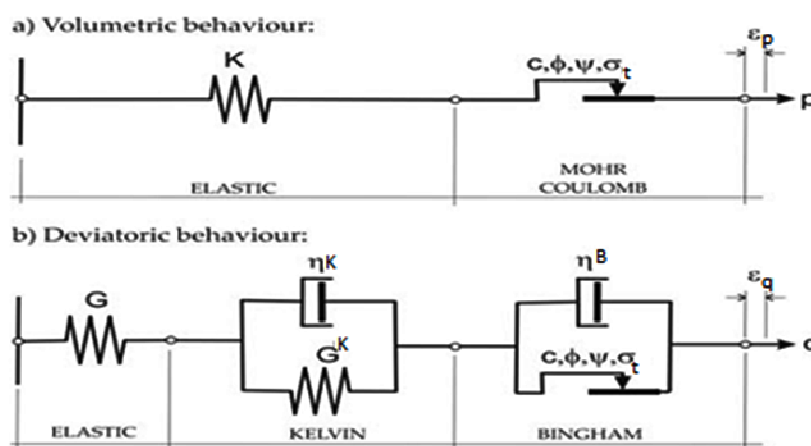 a) Volumetric behaviour:
K
c,ϕ,ψ,σt
εp
p
ELASTIC
MOHR
COULOMB
b) Deviatoric behaviour:
G
ηK
GK
ηB
c,ϕ,ψ,σt
εq
q
ELASTIC
KELVIN
BINGHAM